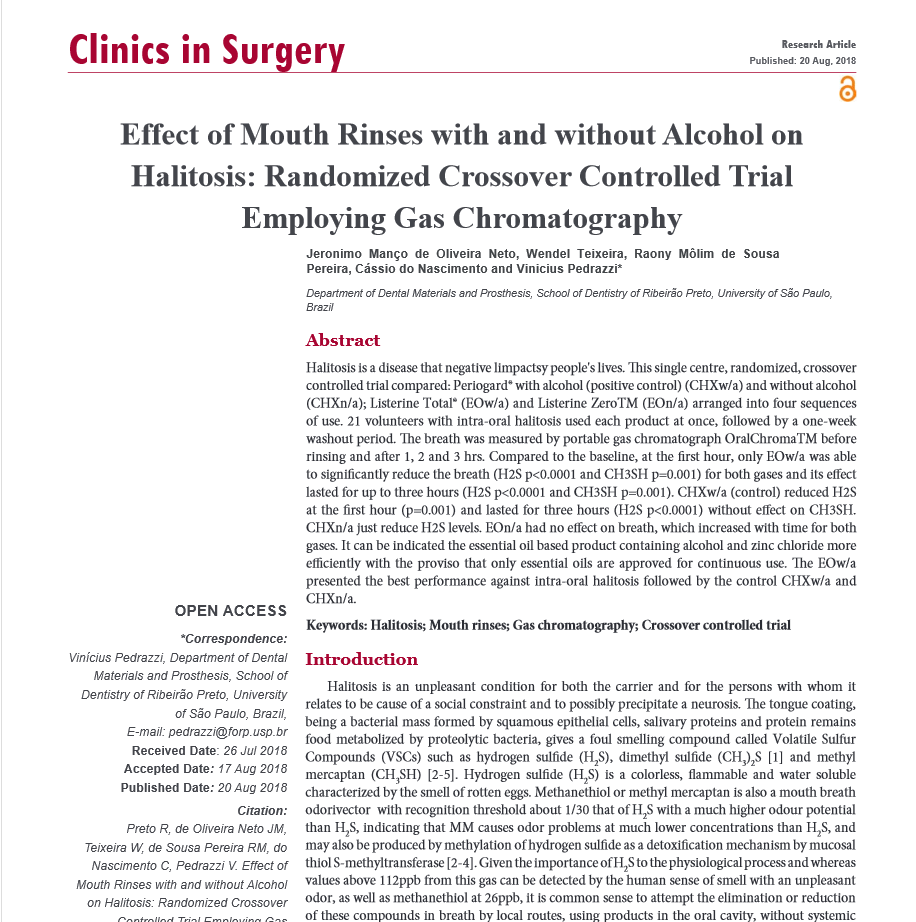 Clinics in Surgery
Research Article
Published: 20 Aug, 2018
Effect of Mouth Rinses with and without Alcohol on
Halitosis: Randomized Crossover Controlled Trial
Employing Gas Chromatography
Jeronimo Manço de Oliveira Neto, Wendel Teixeira, Raony Môlim de Sousa
Pereira, Cássio do Nascimento and Vinicius Pedrazzi*
Department of Dental Materials and Prosthesis, School of Dentistry of Ribeirão Preto, University of São Paulo,
Brazil
Abstract
Halitosis is a disease that negative limpactsy people's lives. This single centre, randomized, crossover
controlled trial compared: Periogard® with alcohol (positive control) (CHXw/a) and without alcohol
(CHXn/a); Listerine Total® (EOw/a) and Listerine ZeroTM (EOn/a) arranged into four sequences
of use. 21 volunteers with intra-oral halitosis used each product at once, followed by a one-week
washout period. The breath was measured by portable gas chromatograph OralChromaTM before
rinsing and after 1, 2 and 3 hrs. Compared to the baseline, at the first hour, only EOw/a was able
to significantly reduce the breath (H2S p<0.0001 and CH3SH p=0.001) for both gases and its effect
lasted for up to three hours (H2S p<0.0001 and CH3SH p=0.001). CHXw/a (control) reduced H2S
at the first hour (p=0.001) and lasted for three hours (H2S p<0.0001) without effect on CH3SH.
CHXn/a just reduce H2S levels. EOn/a had no effect on breath, which increased with time for both
gases. It can be indicated the essential oil based product containing alcohol and zinc chloride more
efficiently with the proviso that only essential oils are approved for continuous use. The EOw/a
presented the best performance against intra-oral halitosis followed by the control CHXw/a and
CHXn/a.
Keywords: Halitosis; Mouth rinses; Gas chromatography; Crossover controlled trial
Introduction
Halitosis is an unpleasant condition for both the carrier and for the persons with whom it
relates to be cause of a social constraint and to possibly precipitate a neurosis. The tongue coating,
being a bacterial mass formed by squamous epithelial cells, salivary proteins and protein remains
food metabolized by proteolytic bacteria, gives a foul smelling compound called Volatile Sulfur
Compounds (VSCs) such as hydrogen sulfide (H₂S), dimethyl sulfide (CH₃)₂S [1] and methyl
mercaptan (CH₃SH) [2-5]. Hydrogen sulfide (H₂S) is a colorless, flammable and water soluble
characterized by the smell of rotten eggs. Methanethiol or methyl mercaptan is also a mouth breath
odorivector with recognition threshold about 1/30 that of H₂S with a much higher odour potential
than H₂S, indicating that MM causes odor problems at much lower concentrations than H₂S, and
may also be produced by methylation of hydrogen sulfide as a detoxification mechanism by mucosal
thiol S-methyltransferase [2-4]. Given the importance of H₂S to the physiological process and whereas
values above 112ppb from this gas can be detected by the human sense of smell with an unpleasant
odor, as well as methanethiol at 26ppb, it is common sense to attempt the elimination or reduction
of these compounds in breath by local routes, using products in the oral cavity, without systemic
OPEN ACCESS
*Correspondence:
Vinícius Pedrazzi, Department of Dental
Materials and Prosthesis, School of
Dentistry of Ribeirão Preto, University
of São Paulo, Brazil,
E-mail: pedrazzi@forp.usp.br
Received Date: 26 Jul 2018
Accepted Date: 17 Aug 2018
Published Date: 20 Aug 2018
Citation:
Preto R, de Oliveira Neto JM,
Teixeira W, de Sousa Pereira RM, do
Nascimento C, Pedrazzi V. Effect of
Mouth Rinses with and without Alcohol
on Halitosis: Randomized Crossover
Controlled Trial Employing Gas